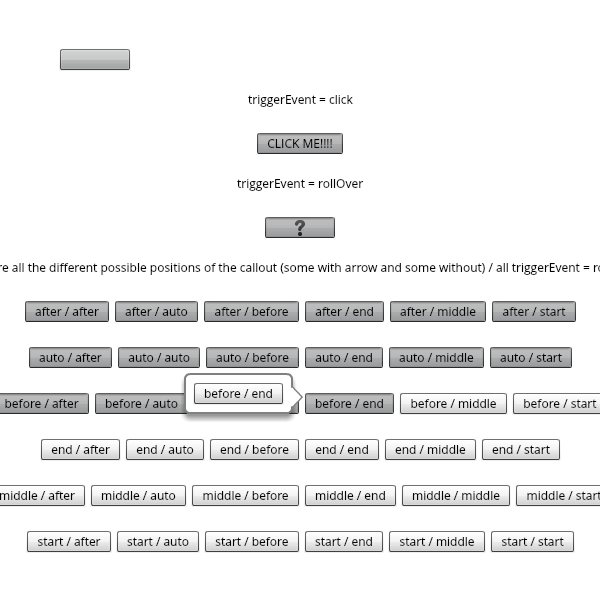 triggerEvent = click
CLICK ME!!!!
triggerEvent = rollOver
?
all the different possible positions of the callout (some with arrow and some without) / all triggerEvent =
after / after after / auto after / before after / end after / middle after / start
auto / after auto / auto auto / before auto / end auto / middle auto / start
before / after before / auto before / end before / end before / middle before / start
end / after end / auto end / before end / end end / middle end / start
middle / after middle / auto middle / before middle / end middle / middle middle / start
start / after start / auto start / before start / end start / middle start / start